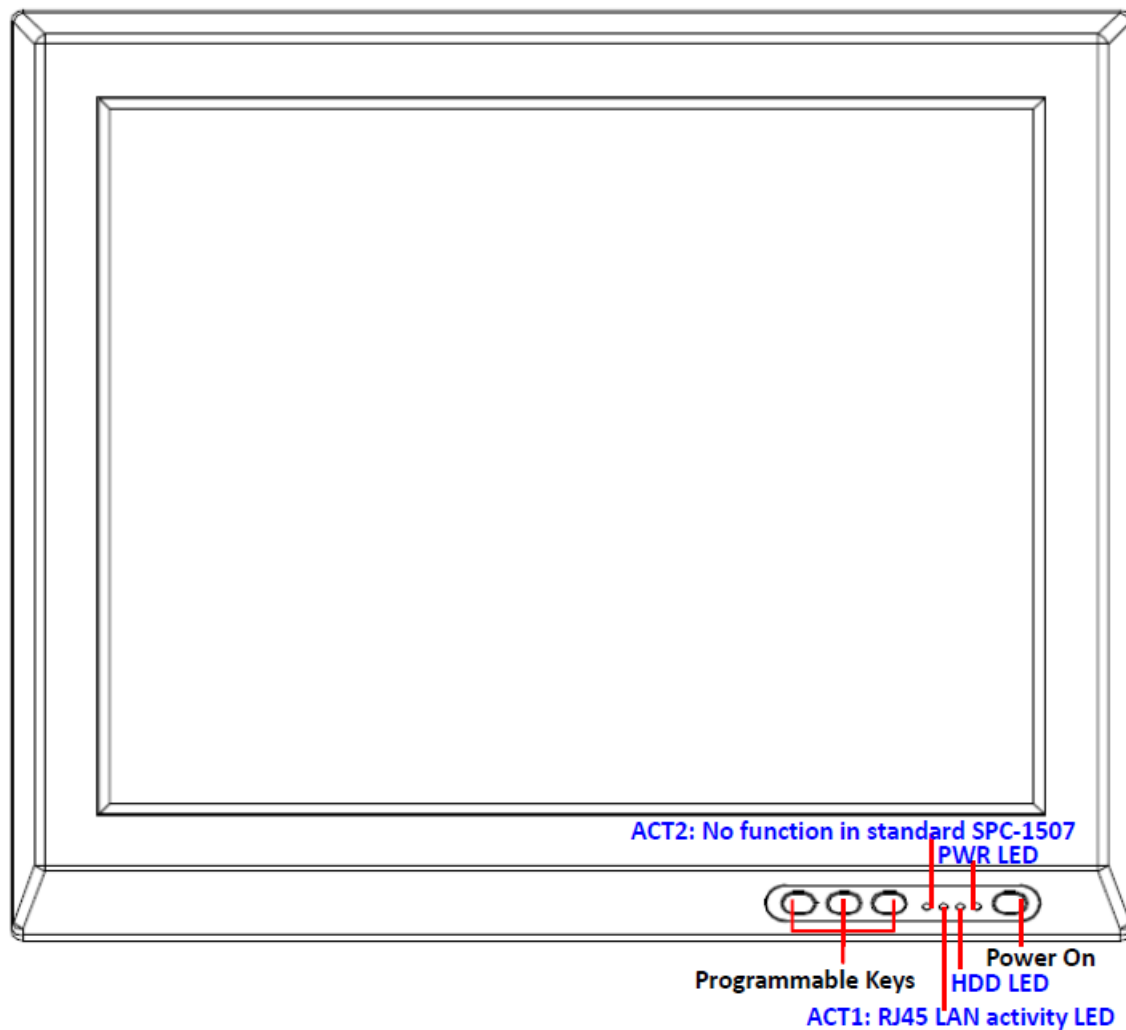 ACT2: No function in standard SPC-1507
PWR LED
Power On
Programmable Keys
HDD LED
ACT1: RJ45 LAN activity LED